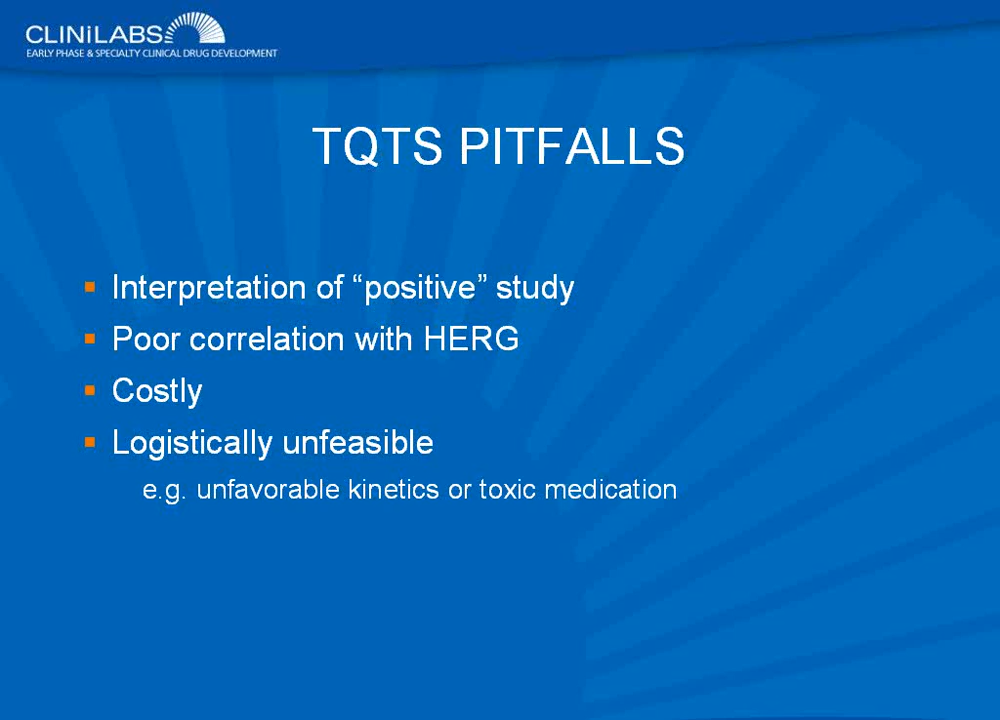 CLINiLABS
EARLY PHASE & SPECIALTY CLINICAL DRUG DEVELOPMENT
TQTS PITFALLS
Interpretation of “positive” study
Poor correlation with HERG
Costly
Logistically unfeasible
e.g. unfavorable kinetics or toxic medication